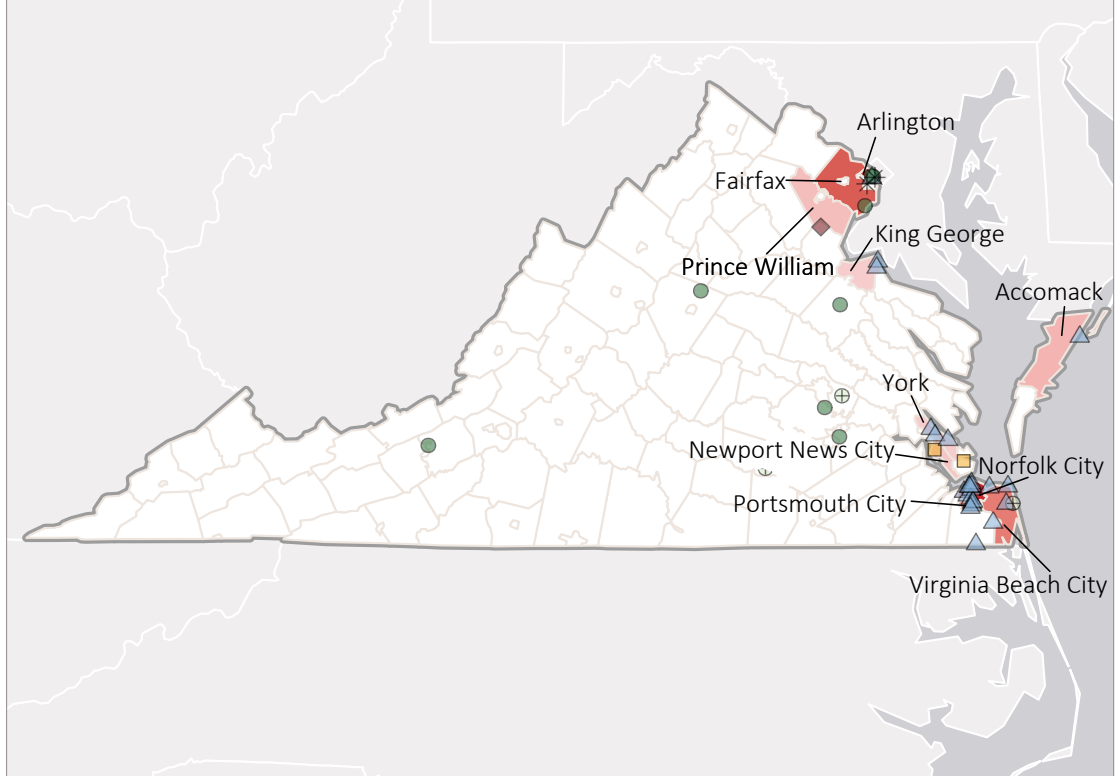 Arlington
Fairfax
King George
Prince William
Accomack
York
Newport News City
Norfolk City
Portsmouth City
Virginia Beach City